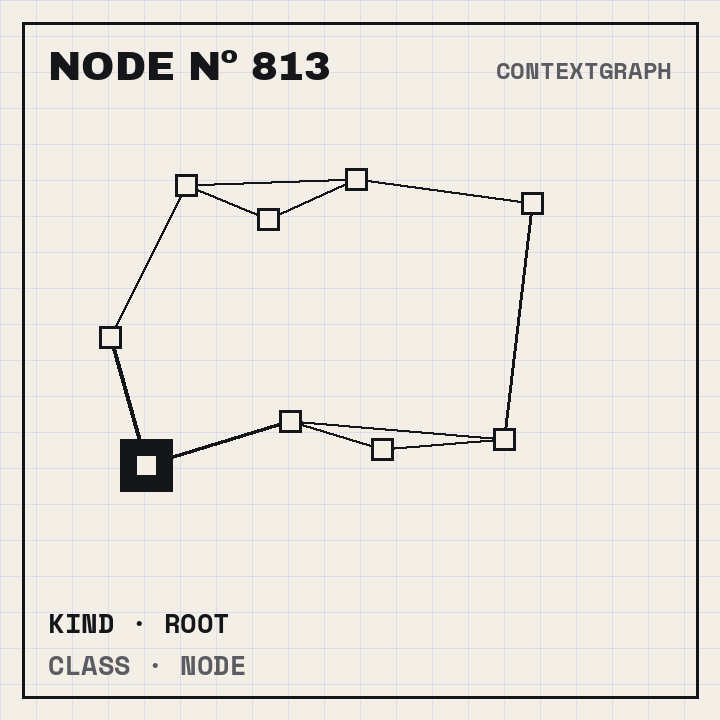 NODE Nº 813
CONTEXTGRAPH
KIND · ROOT
CLASS · NODE